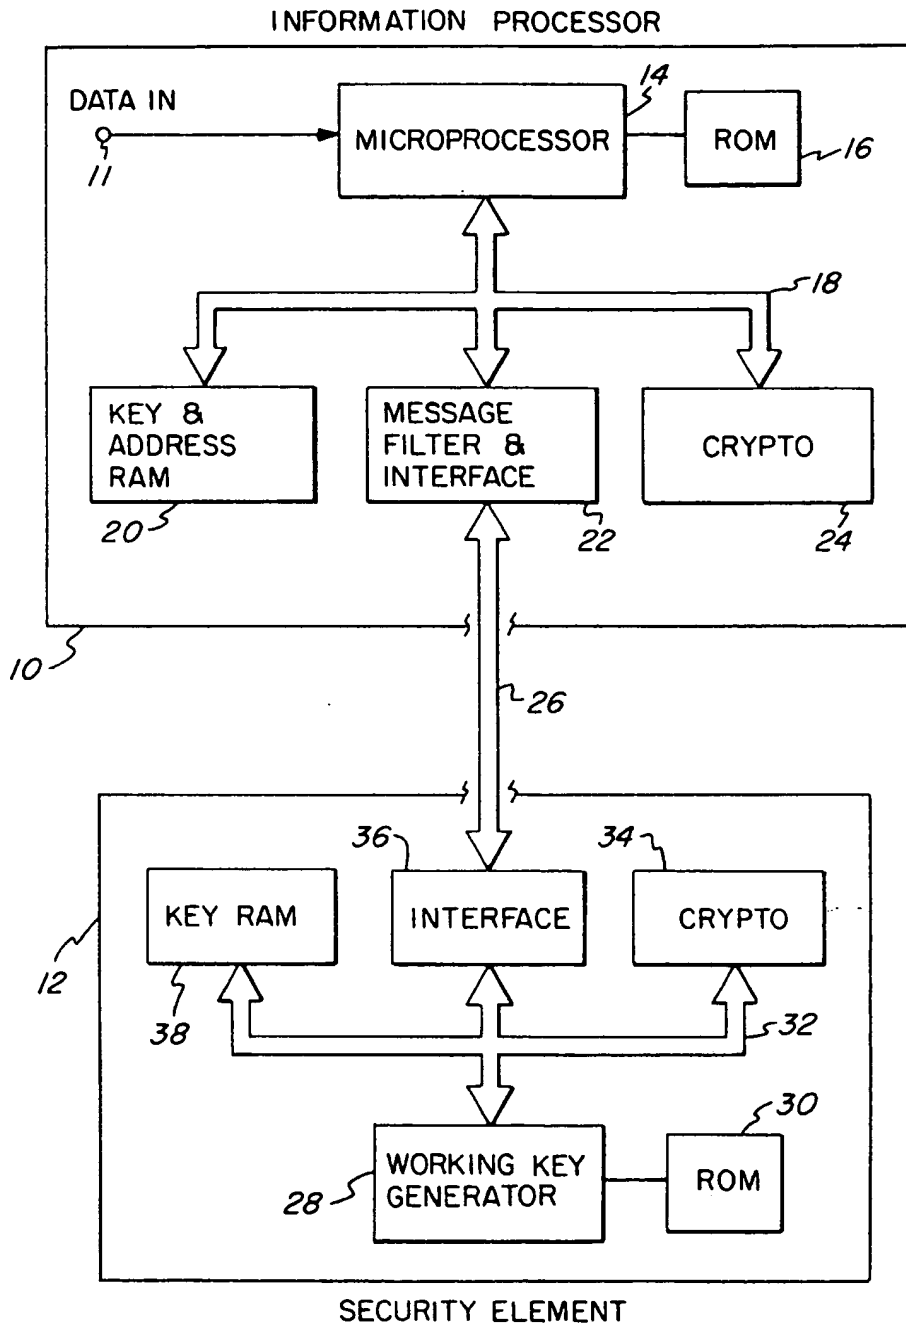 INFORMATION PROCESSOR
DATA IN
11
14
MICROPROCESSOR
ROM
16
18
KEY &
ADDRESS
RAM
20
MESSAGE
FILTER &
INTERFACE
22
CRYPTO
24
10
26
36
34
KEY RAM
INTERFACE
CRYPTO
12
38
32
30
WORKING KEY
GENERATOR
28
ROM
SECURITY ELEMENT